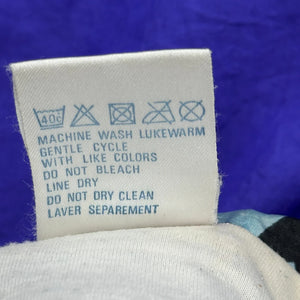 40c
MACHINE WASH LUKEWARM
GENTLE CYCLE
WITH LIKE COLORS
DO NOT BLEACH
LINE DRY
DO NOT DRY CLEAN
LAVER SEPAREMENT